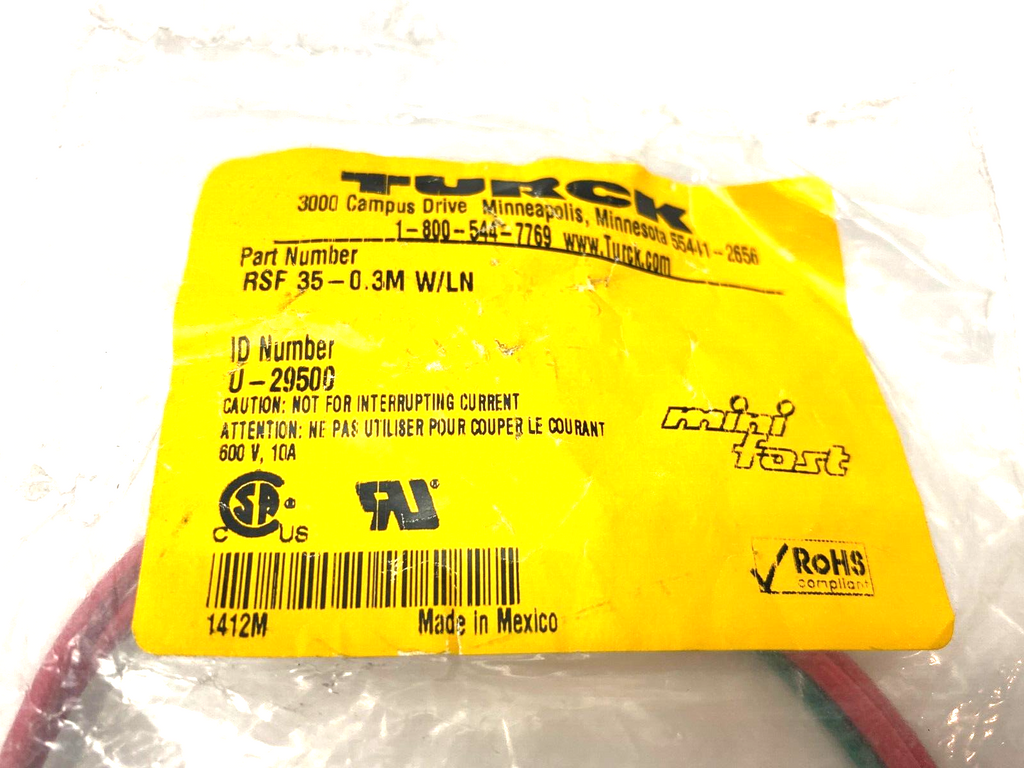 TURCK
3000 Campus Drive Minneapolis, Minnesota 55441-2656
1-800-544-7769 www.Turck.com
Part Number
RSF 35-0.3M W/LN
ID Number
U-29500
CAUTION: NOT FOR INTERRUPTING CURRENT
ATTENTION: NE PAS UTILISER POUR COUPER LE COURANT
600 V, 10A
mini
fast
C SA ® US
RU ®
RoHS
compliant
1412M Made in Mexico